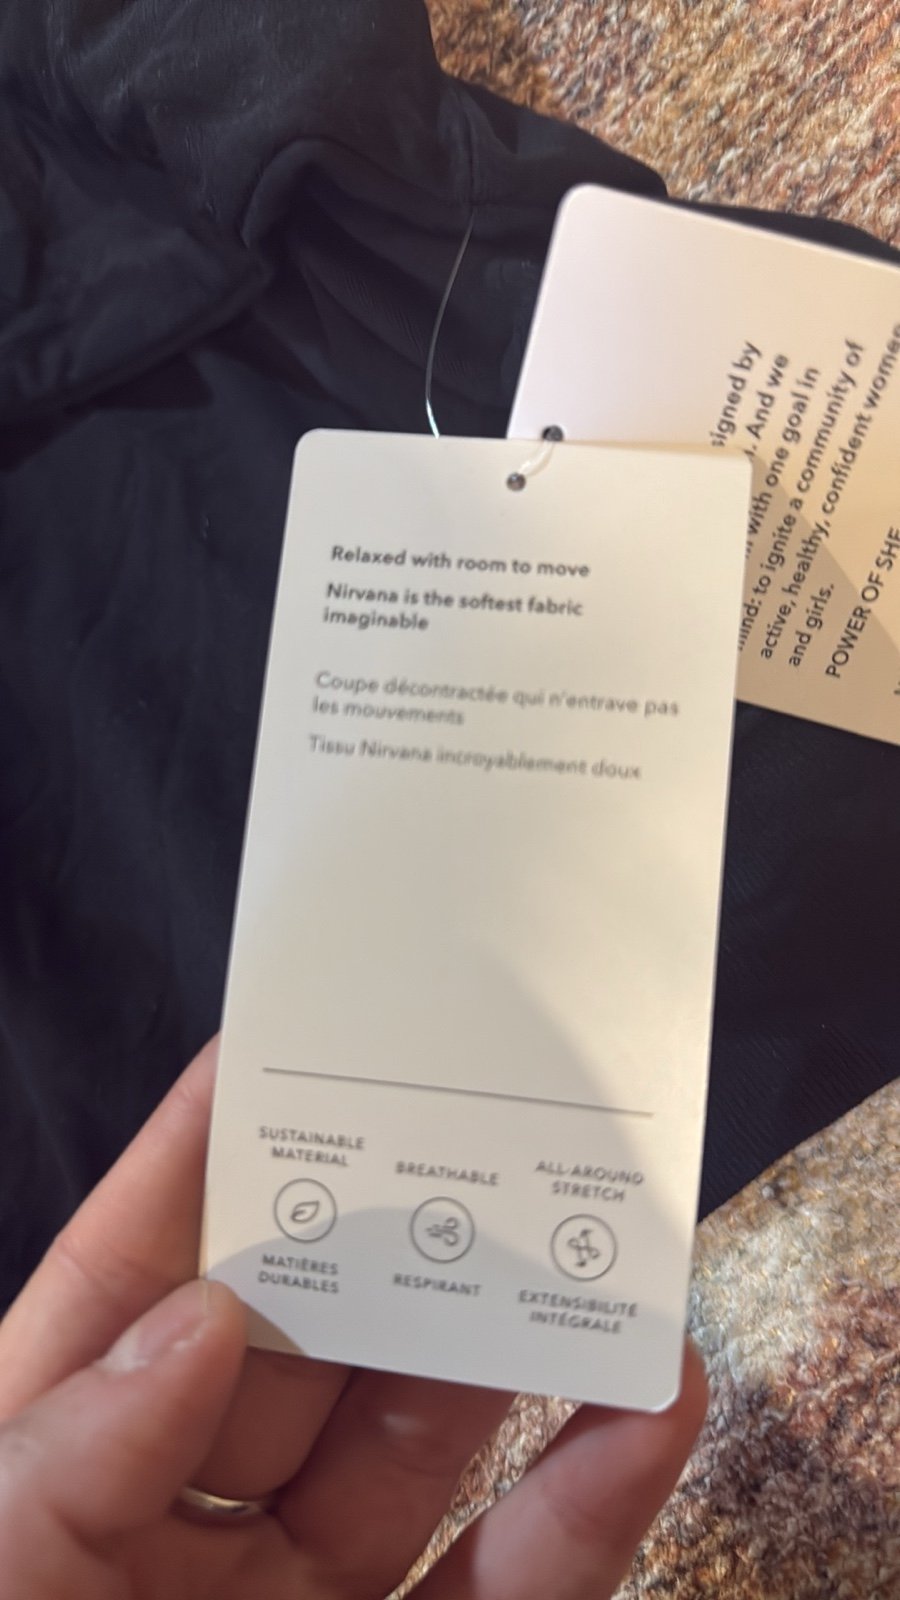 Relaxed with room to move
Nirvana is the softest fabric
imaginable
Coupe décontractée qui n'entrave pas
les mouvements
Tissu Nirvana incroyablement doux
SUSTAINABLE
MATERIAL
MATIÈRES
DURABLES
BREATHABLE
RESPIRANT
ALL-AROUND
STRETCH
EXTENSIBILITÉ
INTÉGRALE
by
. And we
with one goal in
to ignite a community of
active, healthy, confident women
and girls.
POWER OF SHE